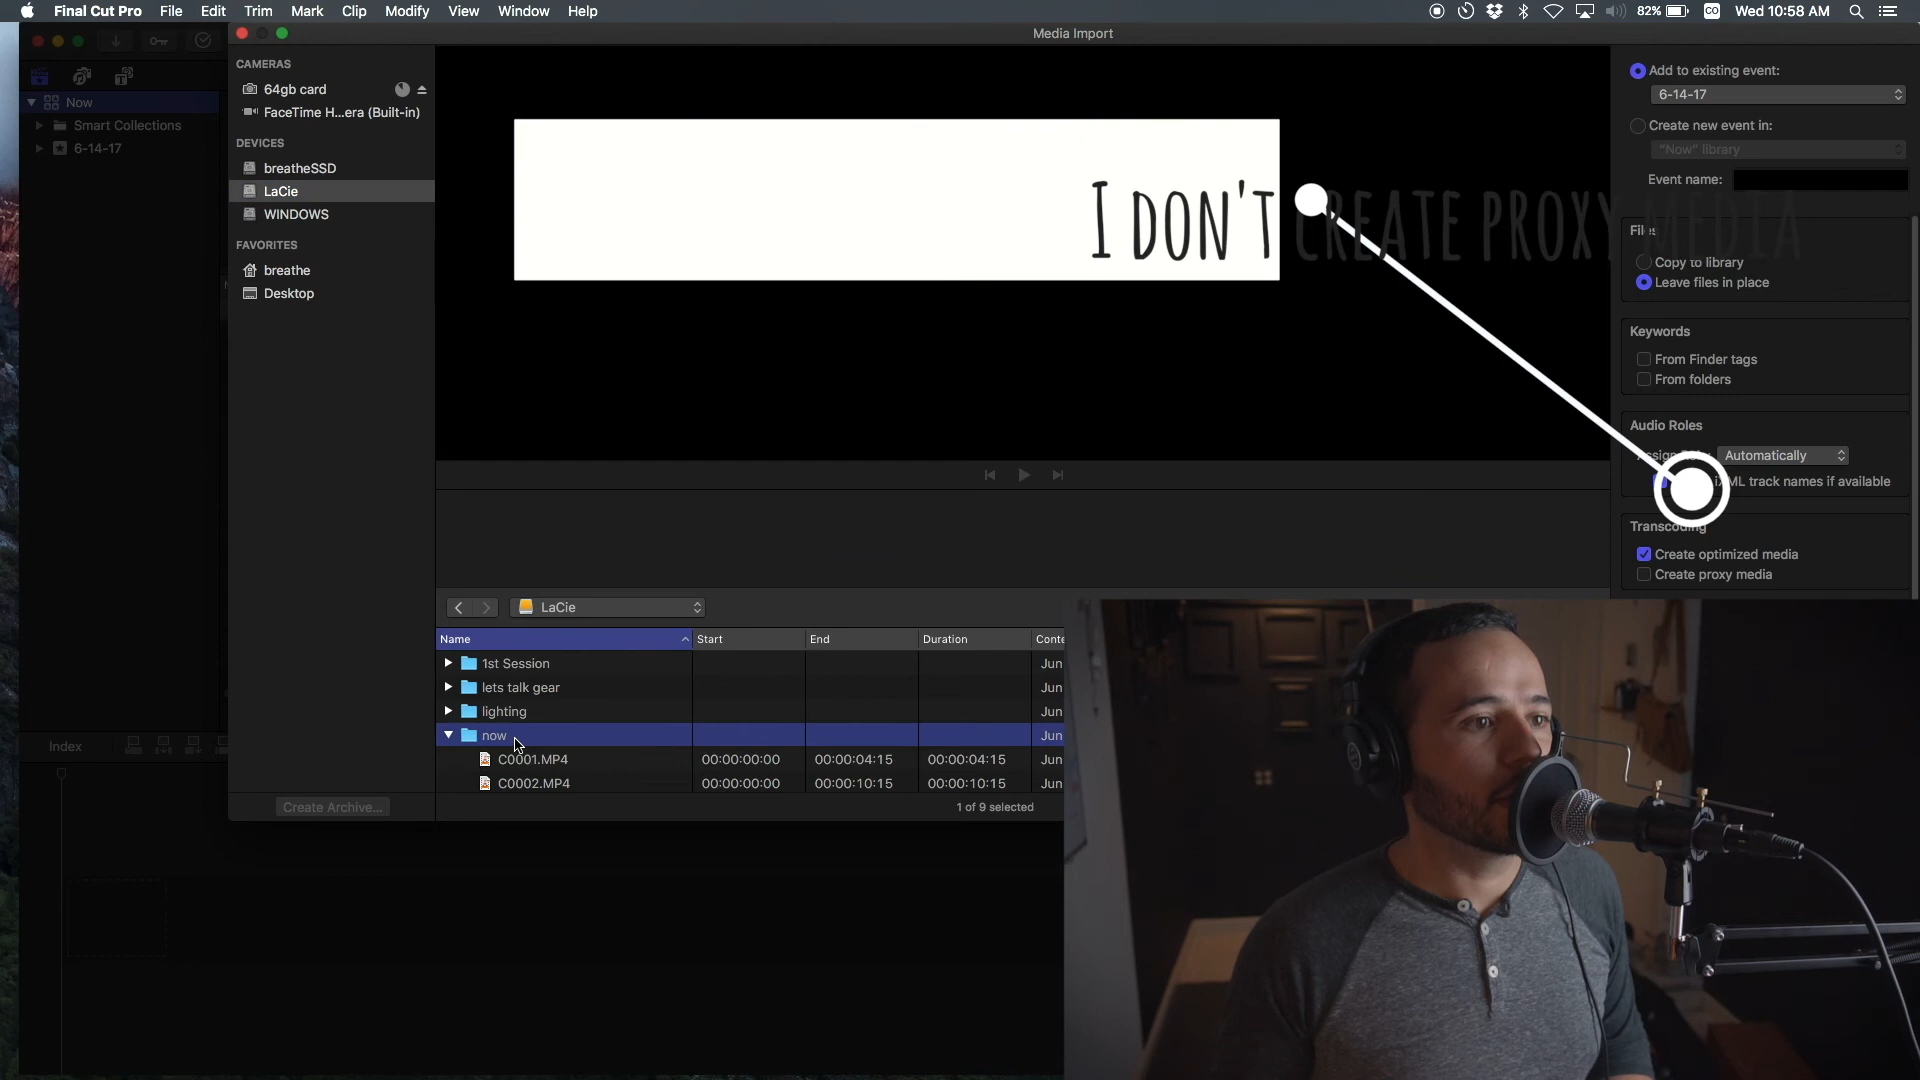 Final Cut Pro File Edit Trim Mark Clip Modify View Window Help 82% Wed 10:58 AM
Media Import
CAMERAS
64gb card
FaceTime H...era (Built-in)
DEVICES
breatheSSD
LaCie
WINDOWS
FAVORITES
breathe
Desktop
Create Archive...
Now
Smart Collections
6-14-17
Index
I DON'T CREATE PROXY MEDIA
LaCie
Name Start End Duration Conte
1st Session Jun
lets talk gear Jun
lighting Jun
now Jun
C0001.MP4 00:00:00:00 00:00:04:15 00:00:04:15 Jun
C0002.MP4 00:00:00:00 00:00:10:15 00:00:10:15 Jun
1 of 9 selected
Add to existing event:
6-14-17
Create new event in:
"Now" library
Event name:
Files
Copy to library
Leave files in place
Keywords
From Finder tags
From folders
Audio Roles
Automatically
iXML track names if available
Transcoding
Create optimized media
Create proxy media